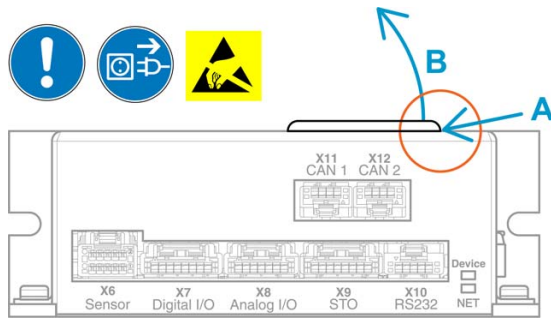 B
A
X11 X12
CAN 1 CAN 2
X6 X7 X8 X9 X10 Device
Sensor Digital I/O Analog I/O STO RS232 NET